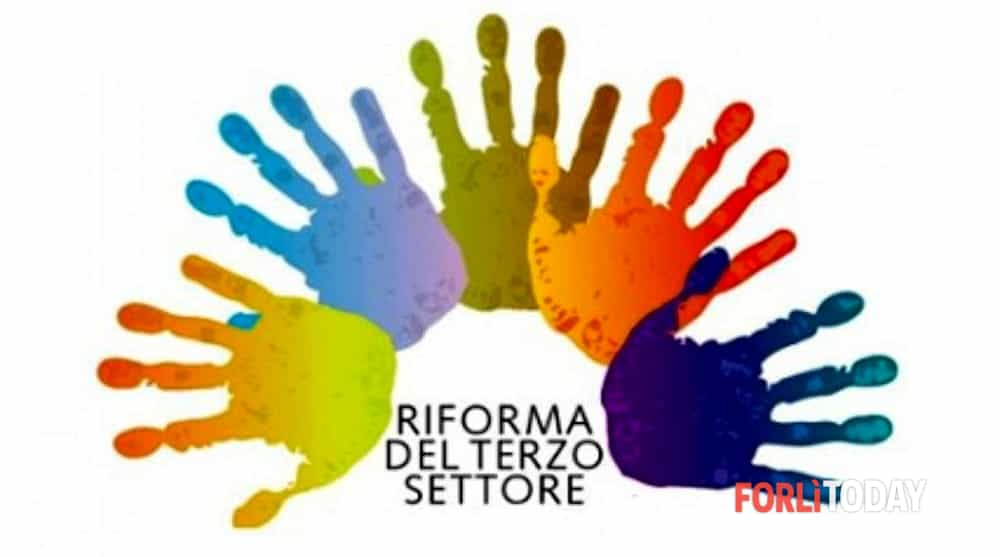 RIFORMA
DEL TERZO
SETTORE
FORLÌTODAY